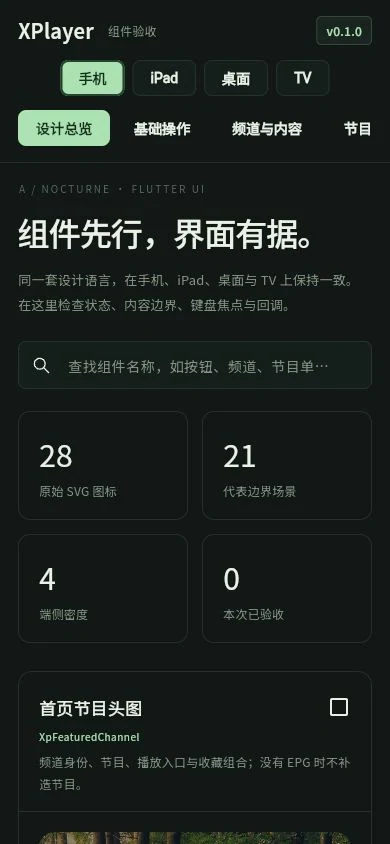 XPlayer 组件验收 v0.1.0
手机 iPad 桌面 TV
设计总览 基础操作 频道与内容 节目
A / NOCTURNE · FLUTTER UI
组件先行，界面有据。
同一套设计语言，在手机、iPad、桌面与 TV 上保持一致。
在这里检查状态、内容边界、键盘焦点与回调。
查找组件名称，如按钮、频道、节目单…
28 21
原始 SVG 图标 代表边界场景
4 0
端侧密度 本次已验收
首页节目头图
XpFeaturedChannel
频道身份、节目、播放入口与收藏组合；没有 EPG 时不补
造节目。